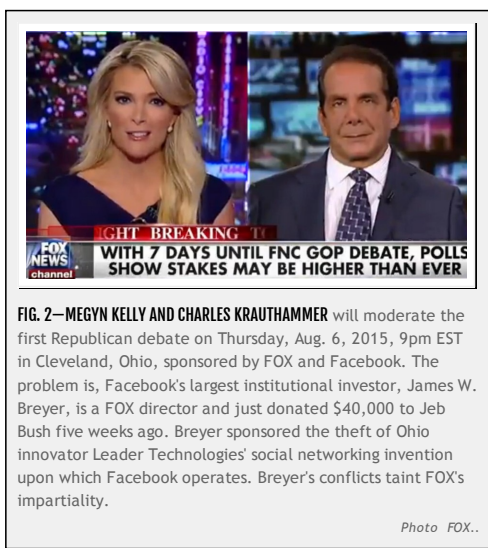 RADIO CITY
IGHT BREAKING TO
FOX
NEWS
channel
WITH 7 DAYS UNTIL FNC GOP DEBATE, POLLS
SHOW STAKES MAY BE HIGHER THAN EVER
FIG. 2—MEGYN KELLY AND CHARLES KRAUTHAMMER will moderate the
first Republican debate on Thursday, Aug. 6, 2015, 9pm EST
in Cleveland, Ohio, sponsored by FOX and Facebook. The
problem is, Facebook's largest institutional investor, James W.
Breyer, is a FOX director and just donated $40,000 to Jeb
Bush five weeks ago. Breyer sponsored the theft of Ohio
innovator Leader Technologies' social networking invention
upon which Facebook operates. Breyer's conflicts taint FOX's
impartiality.
Photo FOX..